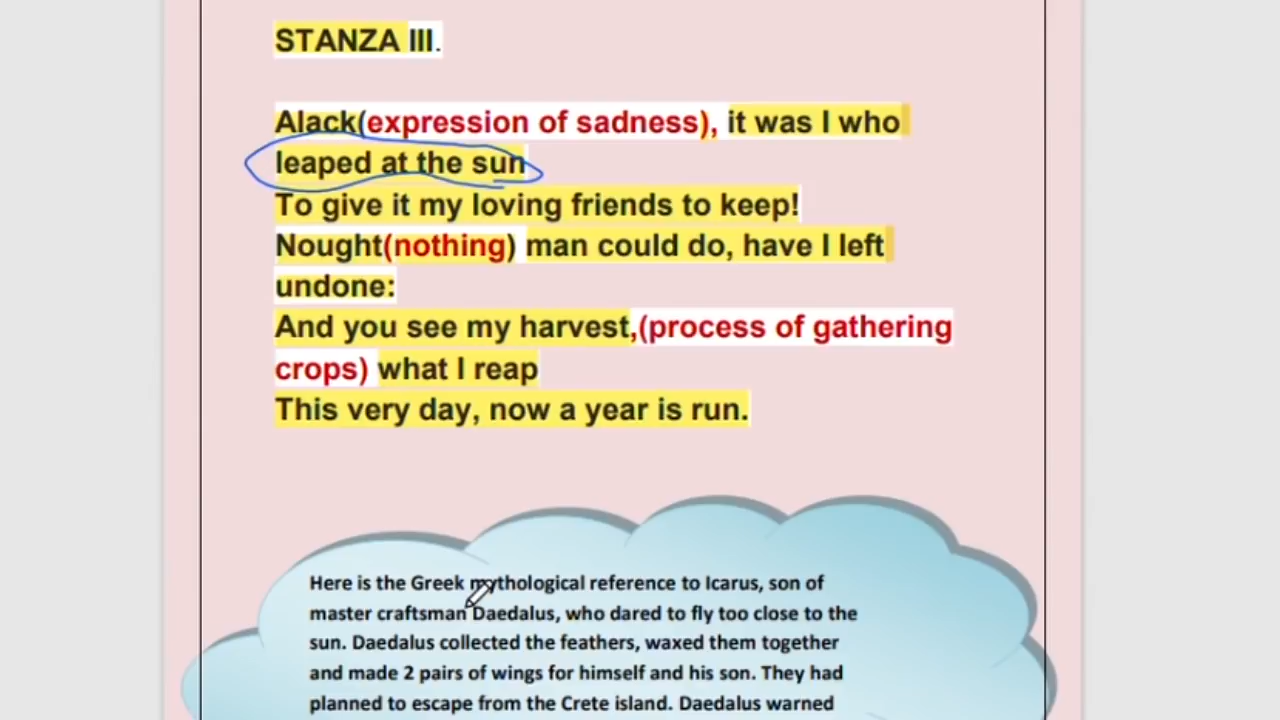 STANZA III.
Alack(expression of sadness), it was I who
leaped at the sun
To give it my loving friends to keep!
Nought(nothing) man could do, have I left
undone:
And you see my harvest,(process of gathering
crops) what I reap
This very day, now a year is run.
Here is the Greek mythological reference to Icarus, son of
master craftsman Daedalus, who dared to fly too close to the
sun. Daedalus collected the feathers, waxed them together
and made 2 pairs of wings for himself and his son. They had
planned to escape from the Crete island. Daedalus warned